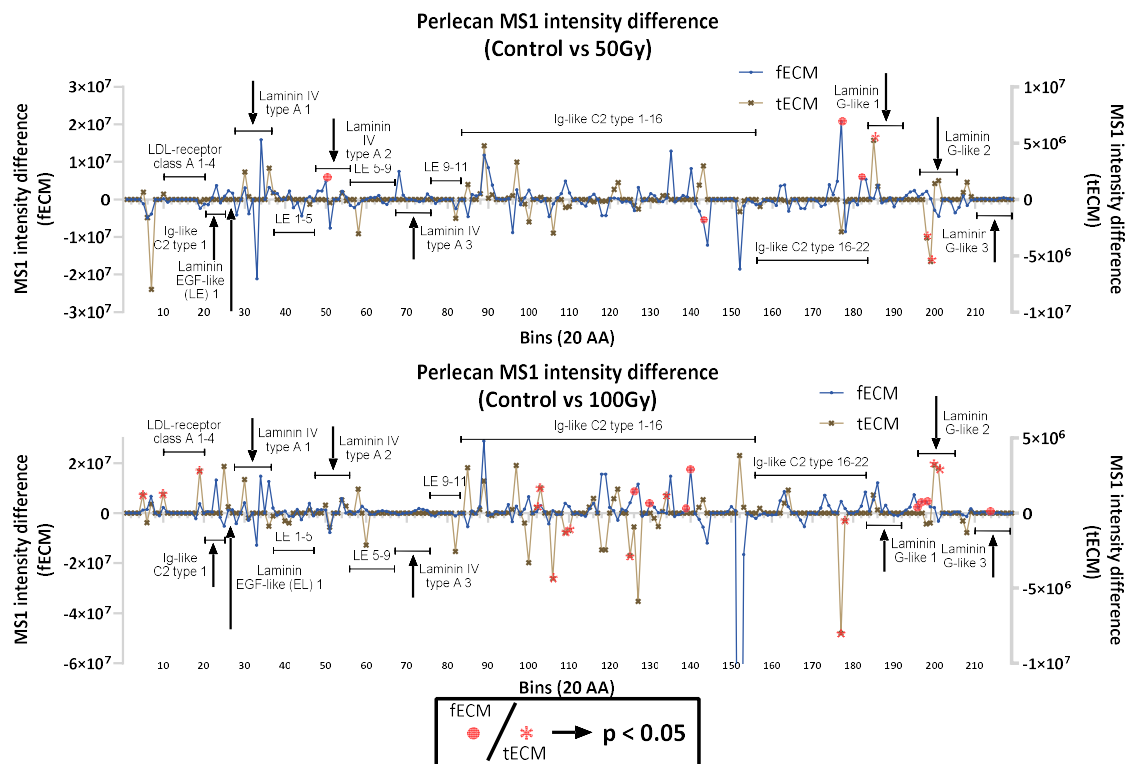 Perlecan MS1 intensity difference
(Control vs 50Gy)
MS1 intensity difference
(fECM)
3×10⁷
2×10⁷
1×10⁷
0
-1×10⁷
-2×10⁷
-3×10⁷
fECM
tECM
LDL-receptor
class A 1-4
Laminin IV
type A 1
Laminin
IV
type A 2
LE 5-9
LE 9-11
Ig-like C2 type 1-16
Laminin
G-like 1
Laminin
G-like 2
Ig-like
C2 type 1
Laminin
EGF-like
(LE) 1
LE 1-5
Laminin IV
type A 3
Ig-like C2 type 16-22
Laminin
G-like 3
1×10⁷
5×10⁶
0
-5×10⁶
-1×10⁷
MS1 intensity difference
(tECM)
10 20 30 40 50 60 70 80 90 100 110 120 130 140 150 160 170 180 190 200 210
Bins (20 AA)
Perlecan MS1 intensity difference
(Control vs 100Gy)
MS1 intensity difference
(fECM)
2×10⁷
0
-2×10⁷
-4×10⁷
-6×10⁷
fECM
tECM
LDL-receptor
class A 1-4
Laminin IV
type A 1
Laminin IV
type A 2
LE 9-11
Ig-like C2 type 1-16
Ig-like C2 type 16-22
Laminin
G-like 2
Ig-like
C2 type 1
Laminin
EGF-like (EL) 1
LE 1-5
LE 5-9
Laminin IV
type A 3
Laminin
G-like 1
Laminin
G-like 3
5×10⁶
0
-5×10⁶
-1×10⁷
MS1 intensity difference
(tECM)
10 20 30 40 50 60 70 80 90 100 110 120 130 140 150 160 170 180 190 200 210
Bins (20 AA)
fECM
tECM
p < 0.05